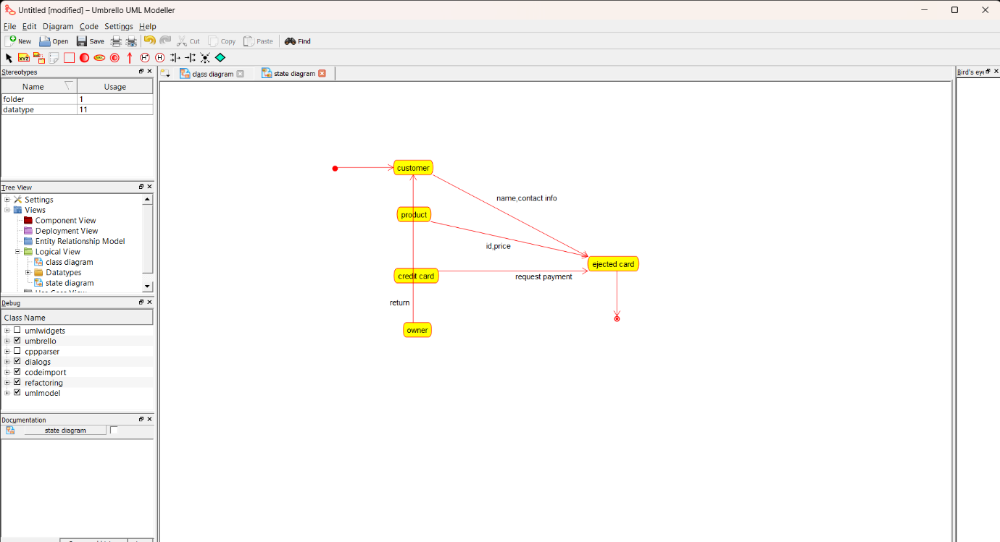 Untitled [modified] – Umbrello UML Modeller
File Edit Diagram Code Settings Help
New Open Save Cut Copy Paste Find
XYZ ABC H H
Stereotypes
Name Usage
folder 1
datatype 11
Tree View
Settings
Views
Component View
Deployment View
Entity Relationship Model
Logical View
class diagram
Datatypes
state diagram
Debug
Class Name
umlwidgets
umbrello
cppparser
dialogs
codeimport
refactoring
umlmodel
Documentation
state diagram
class diagram state diagram
Bird's eye
customer
name,contact info
product
id,price
ejected card
credit card
request payment
return
owner